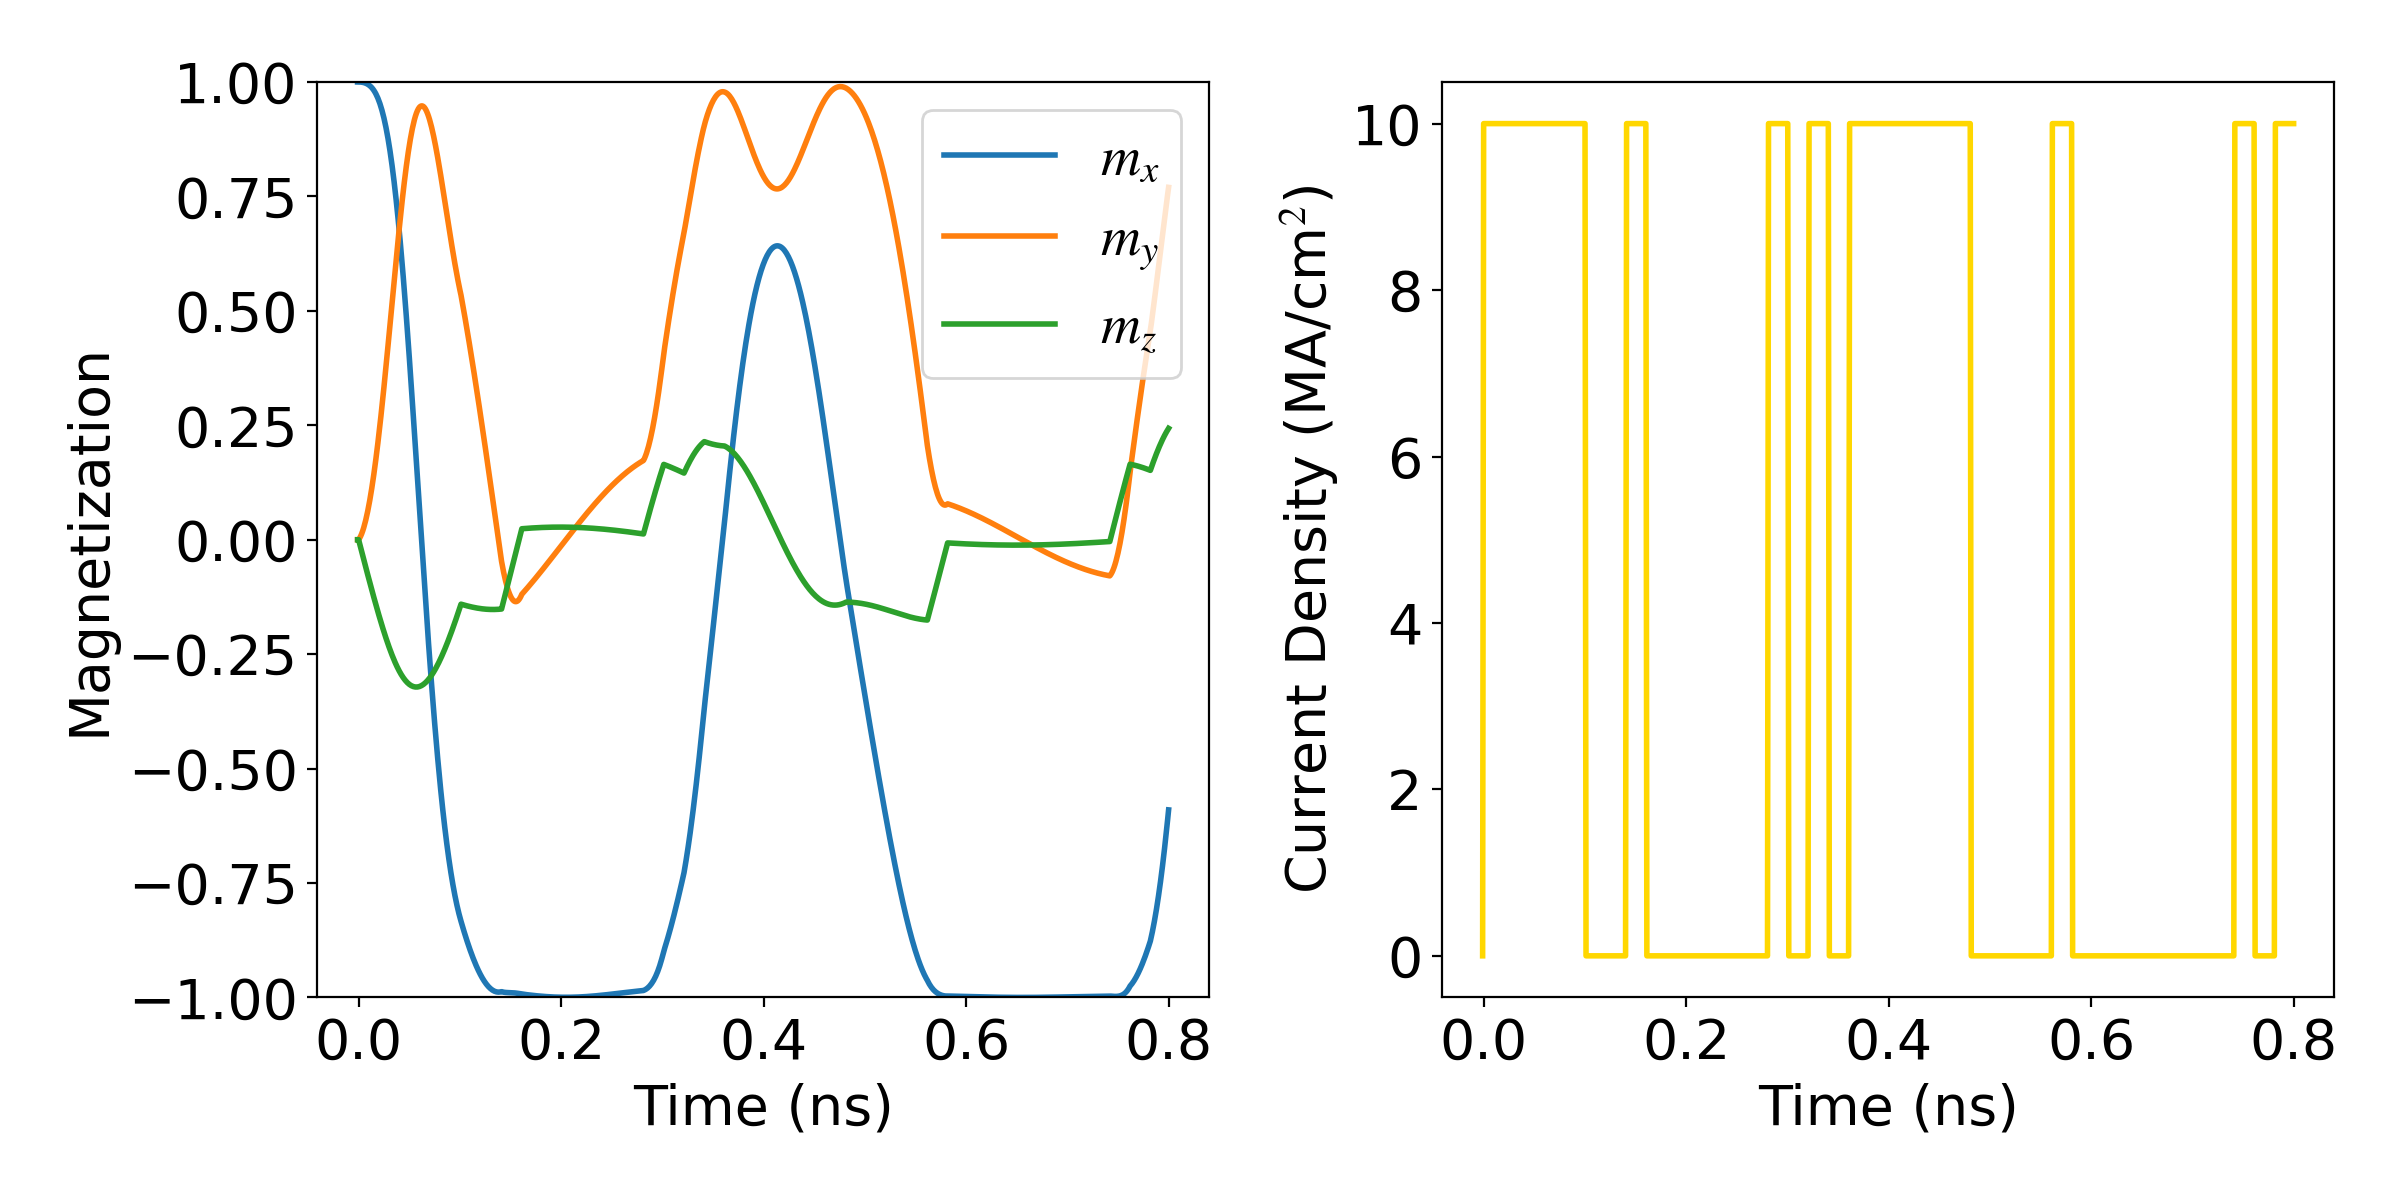 1.00
0.75
0.50
0.25
0.00
−0.25
−0.50
−0.75
−1.00
Magnetization
0.0 0.2 0.4 0.6 0.8
Time (ns)
m_x
m_y
m_z
10
8
6
4
2
0
Current Density (MA/cm²)
0.0 0.2 0.4 0.6 0.8
Time (ns)